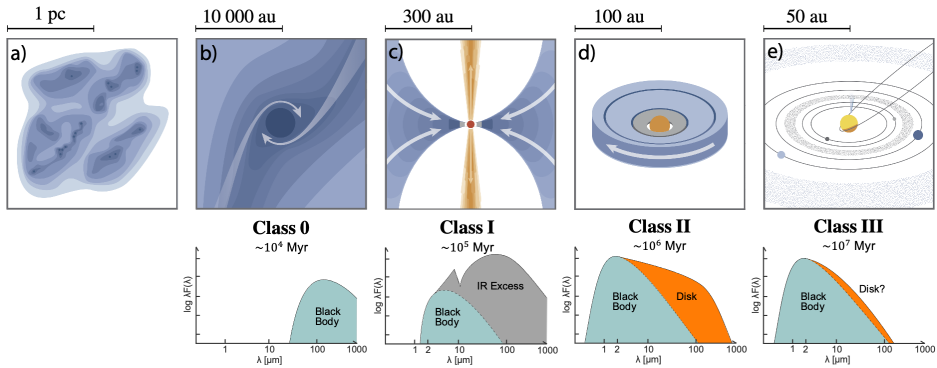 1 pc
10 000 au
300 au
100 au
50 au
a)
b)
c)
d)
e)
Class 0
Class I
Class II
Class III
~10⁴ Myr
~10⁵ Myr
~10⁶ Myr
~10⁷ Myr
log λF(λ)
Black
Body
1
10
100
1000
λ [μm]
log λF(λ)
IR Excess
Black
Body
1
2
10
100
1000
λ [μm]
log λF(λ)
Black
Body
Disk
1
2
10
100
1000
λ [μm]
log λF(λ)
Black
Body
Disk?
1
2
10
100
1000
λ [μm]